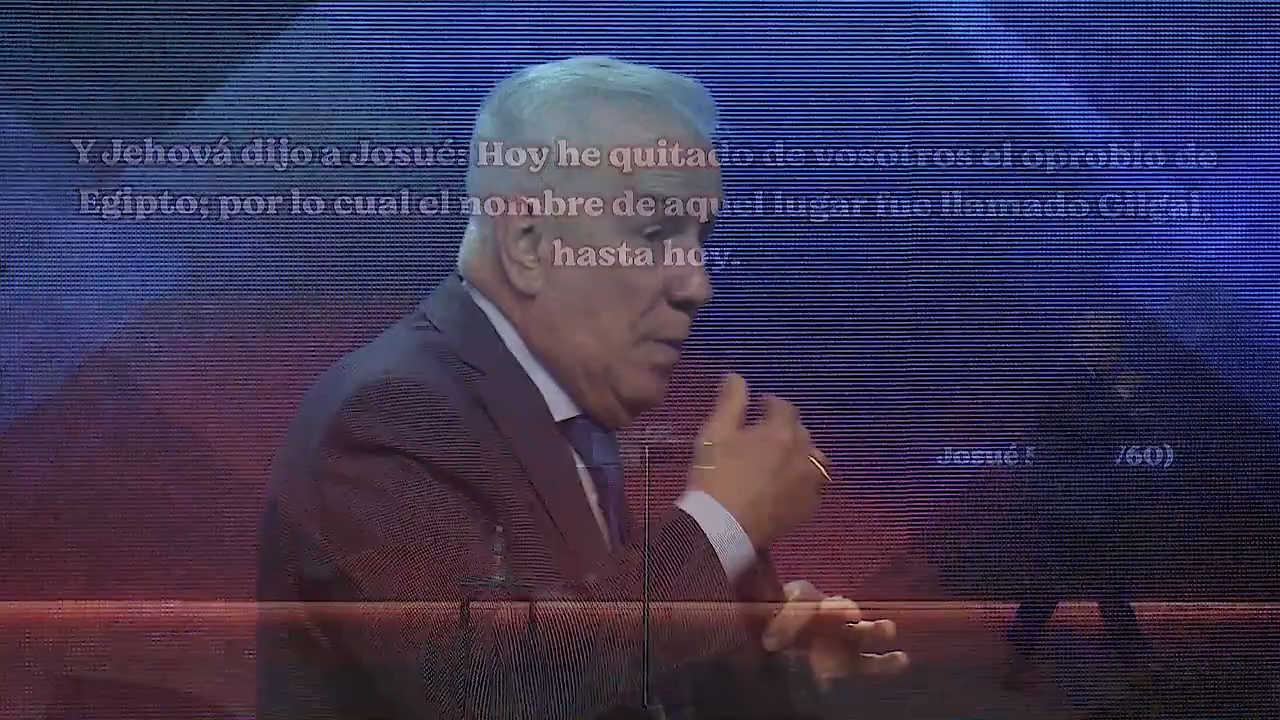 Y Jehová dijo a Josué: Hoy he quitado de vosotros el oprobio de
Egipto; por lo cual el nombre de aquel lugar fue llamado Gilgal,
hasta hoy.
Josué /60)